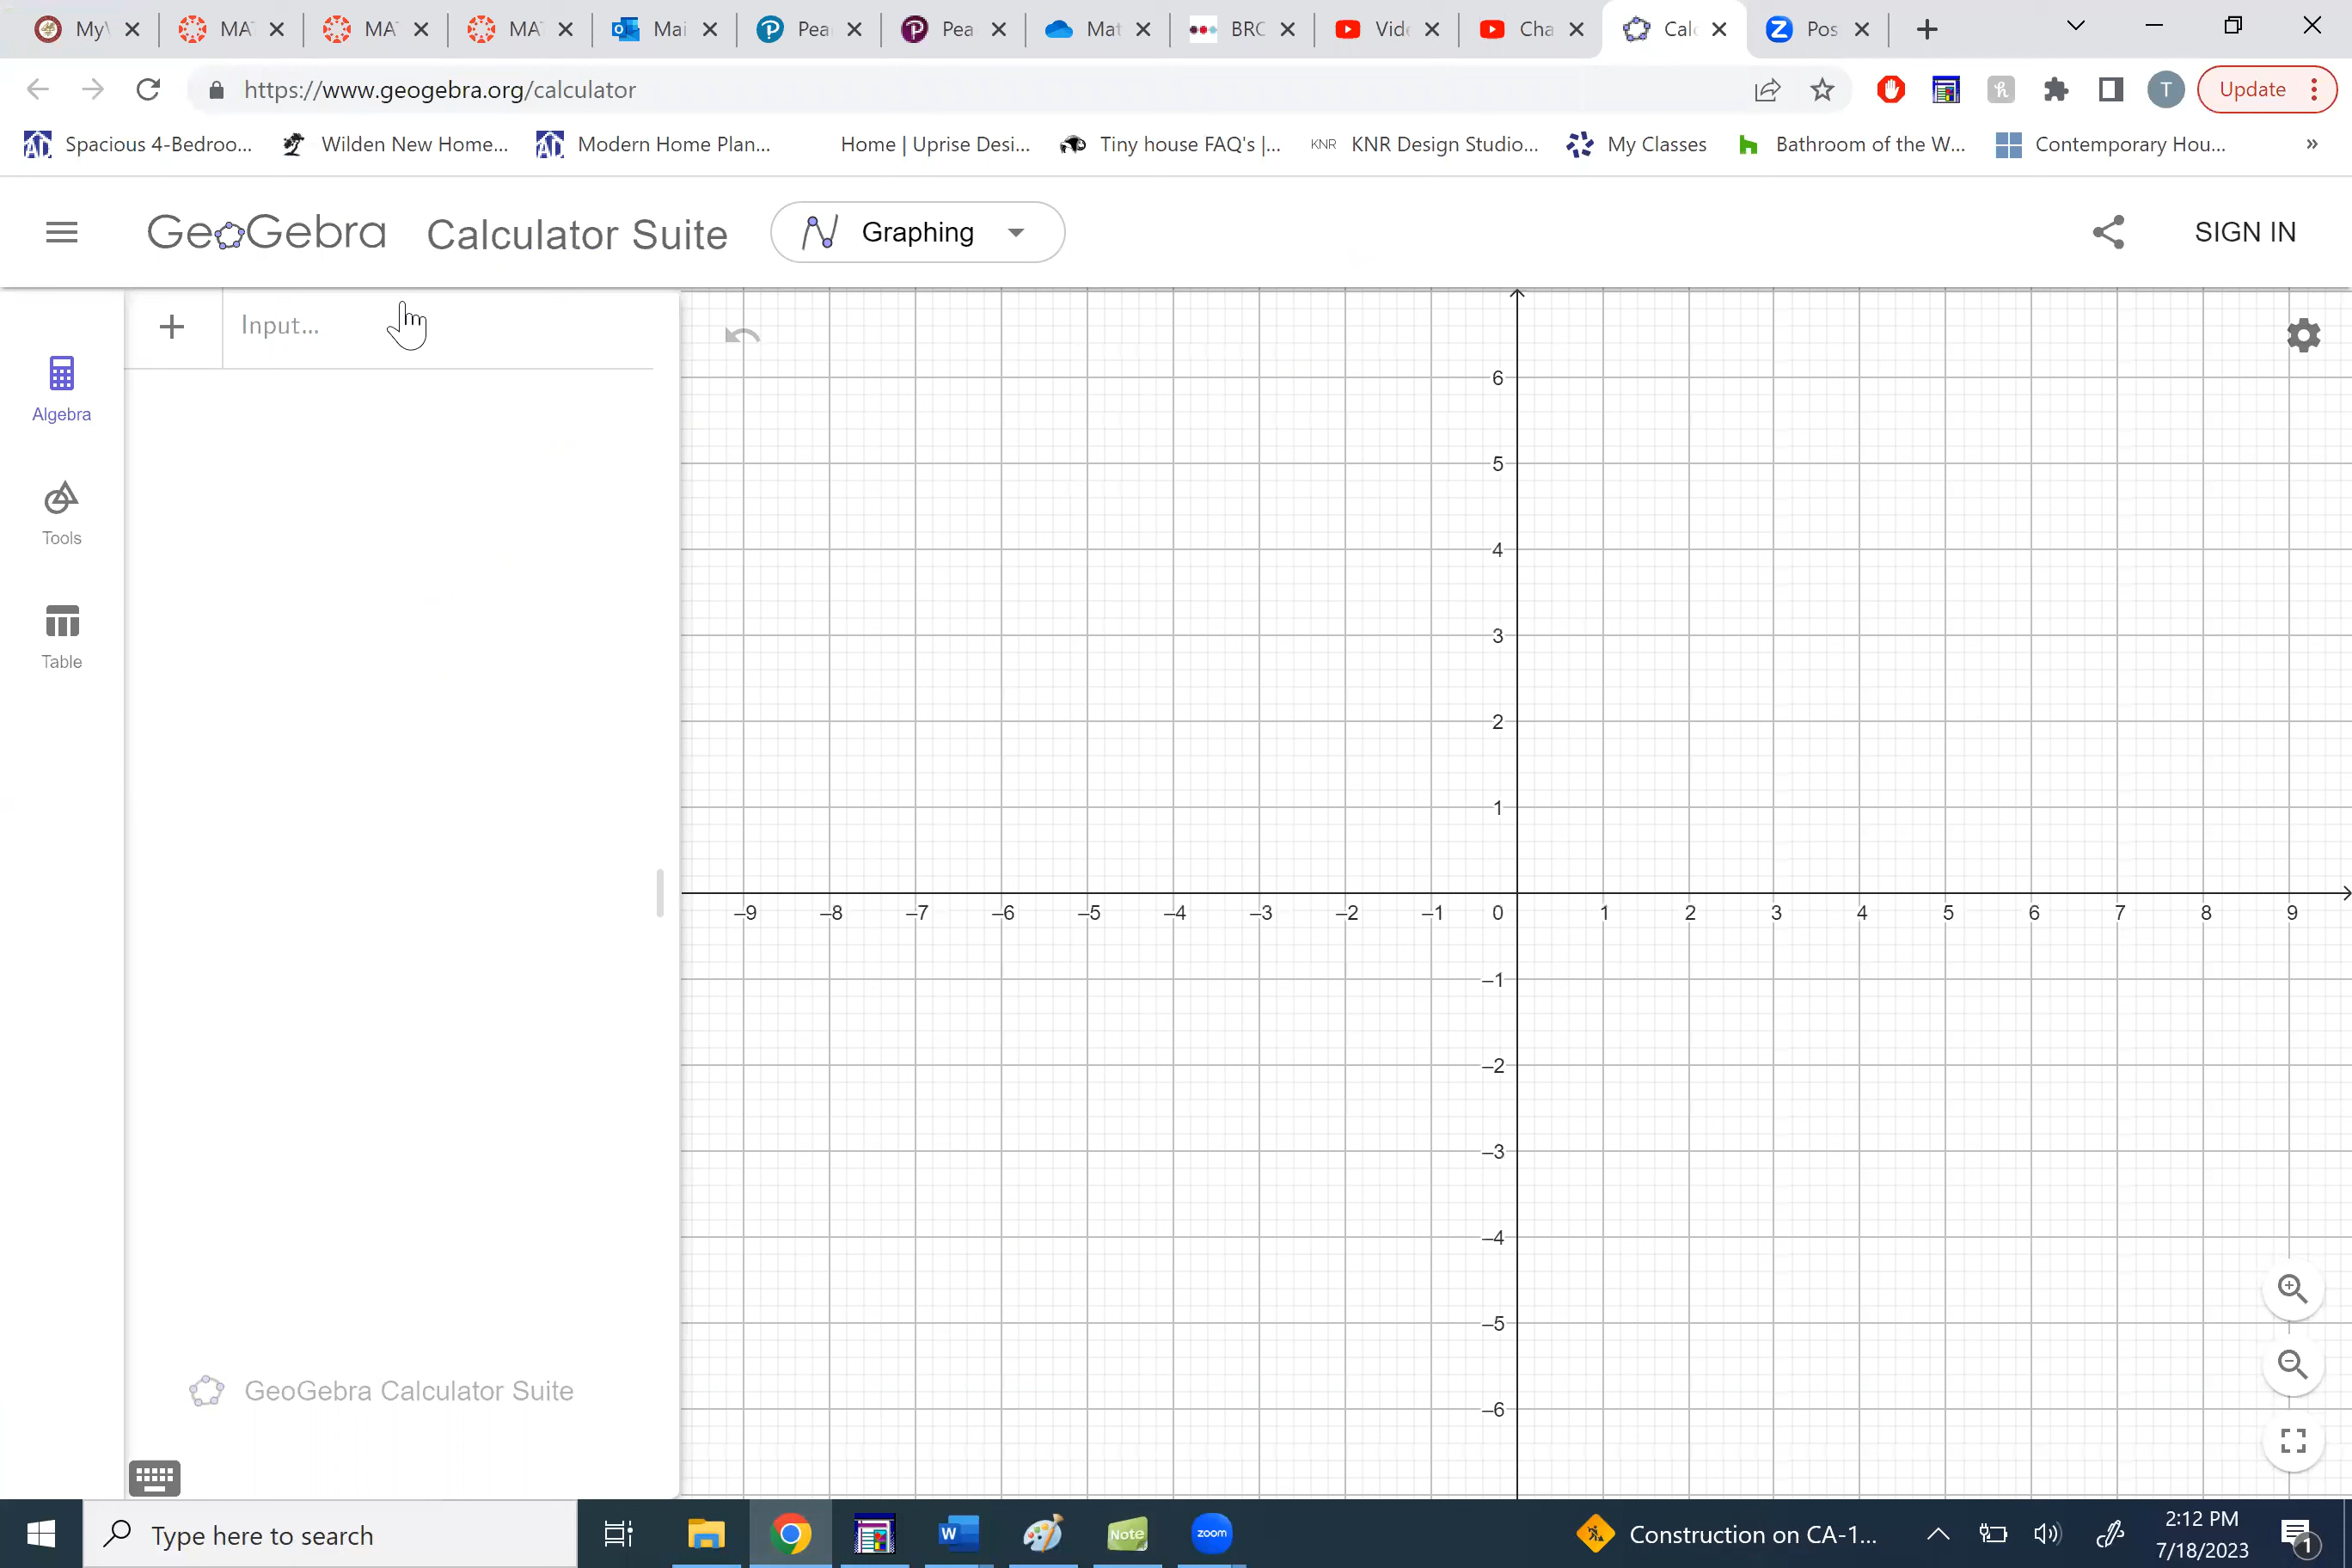 My MA MA MA Mai Pea Pea Mat BRC Vid Cha Calc Pos
https://www.geogebra.org/calculator
T Update
Spacious 4-Bedroo... Wilden New Home... Modern Home Plan... Home | Uprise Desi... Tiny house FAQ's |... KNR KNR Design Studio... My Classes Bathroom of the W... Contemporary Hou... »
GeoGebra Calculator Suite Graphing SIGN IN
+ Input...
Algebra
Tools
Table
6
5
4
3
2
1
–9 –8 –7 –6 –5 –4 –3 –2 –1 0 1 2 3 4 5 6 7 8 9
–1
–2
–3
–4
–5
–6
GeoGebra Calculator Suite
Type here to search
W
Note
zoom
Construction on CA-1...
2:12 PM
7/18/2023
1